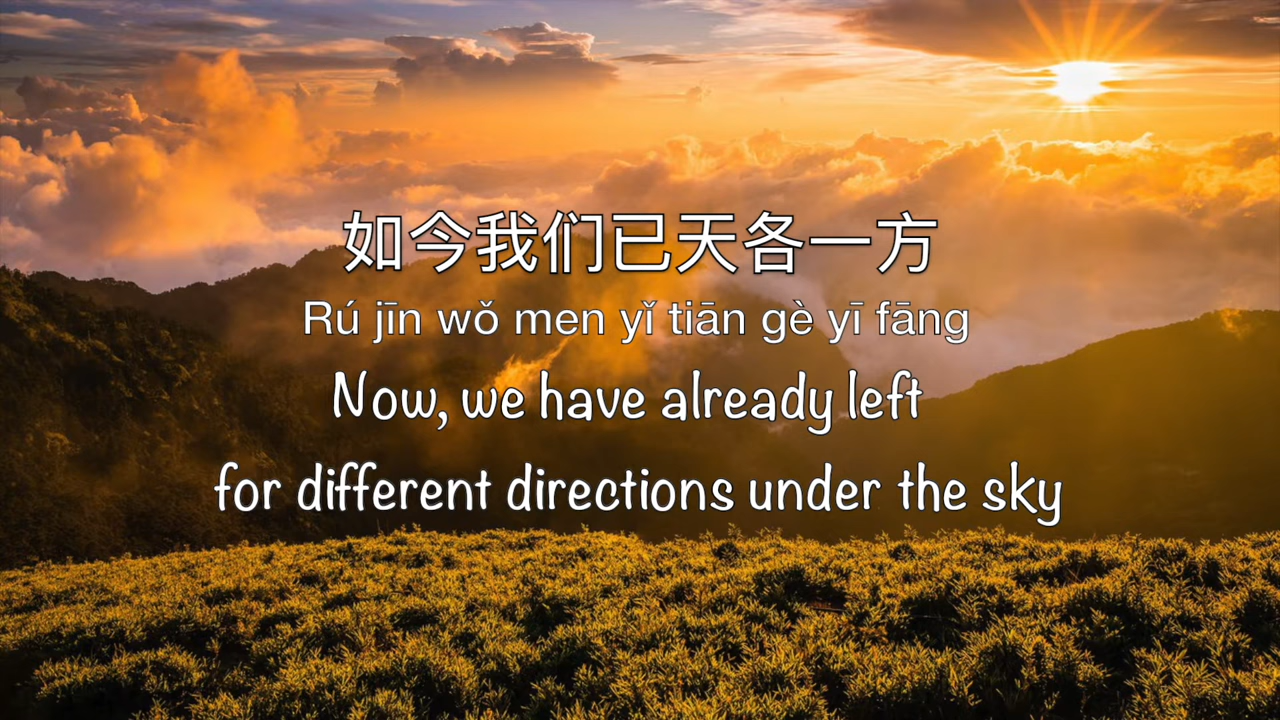 如今我们已天各一方
Rú jīn wǒ men yǐ tiān gè yī fāng
Now, we have already left
for different directions under the sky